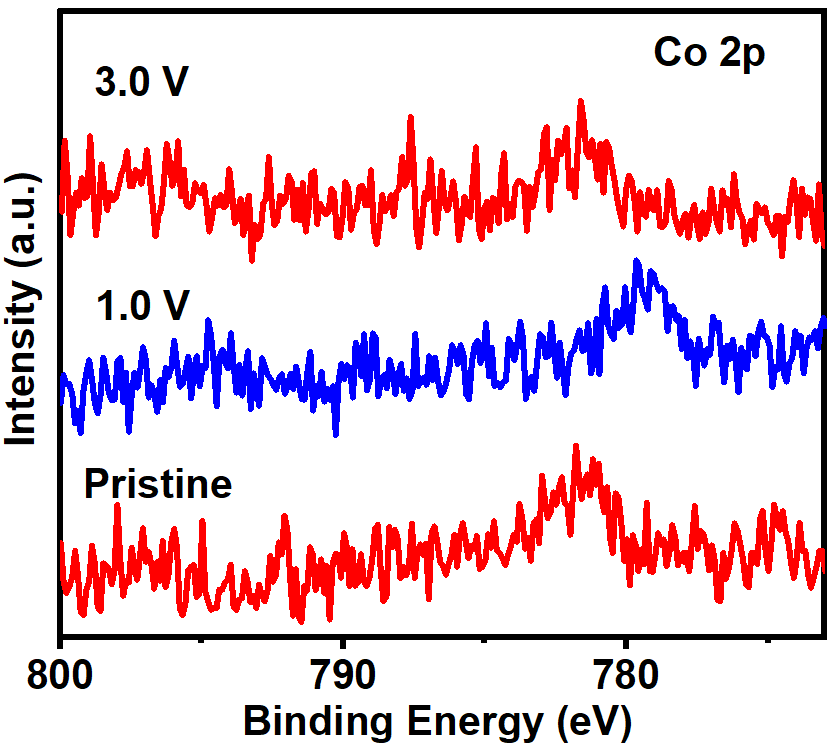 Co 2p
3.0 V
1.0 V
Pristine
Intensity (a.u.)
800 790 780
Binding Energy (eV)